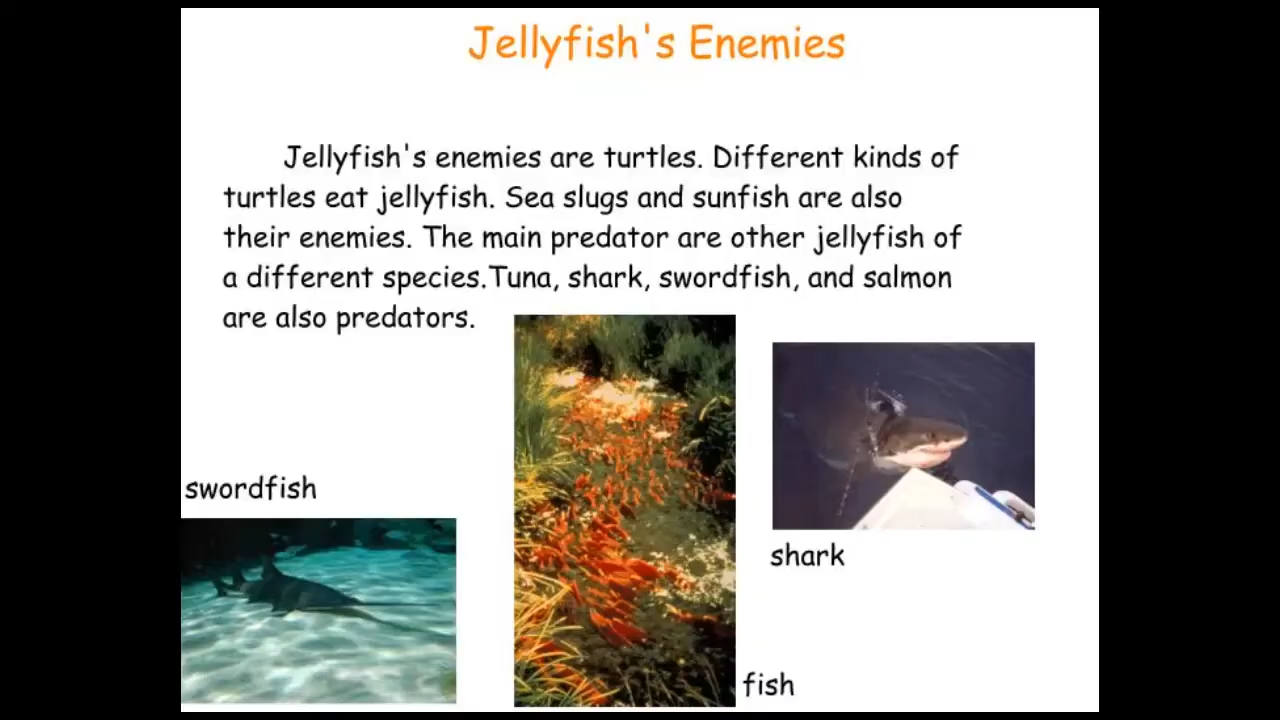 Jellyfish's Enemies
Jellyfish's enemies are turtles. Different kinds of
turtles eat jellyfish. Sea slugs and sunfish are also
their enemies. The main predator are other jellyfish of
a different species.Tuna, shark, swordfish, and salmon
are also predators.
swordfish
shark
fish